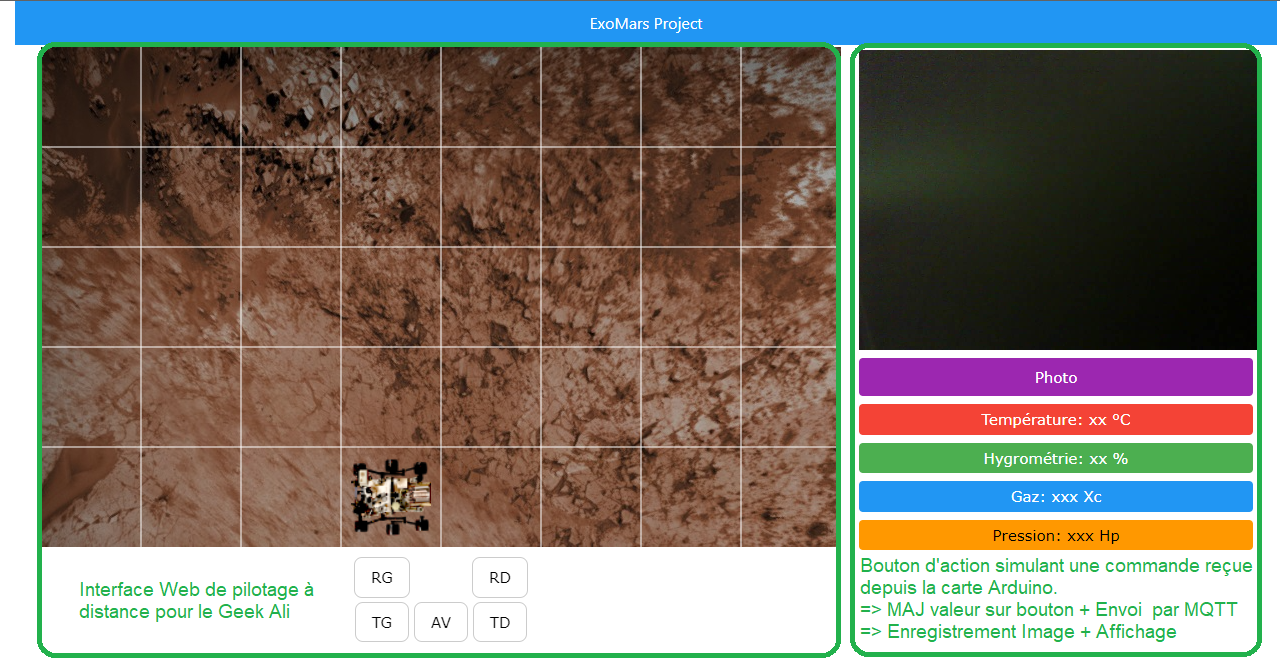 ExoMars Project
RG
RD
TG
AV
TD
Interface Web de pilotage à
distance pour le Geek Ali
Photo
Température: xx °C
Hygrométrie: xx %
Gaz: xxx Xc
Pression: xxx Hp
Bouton d'action simulant une commande reçue
depuis la carte Arduino.
=> MAJ valeur sur bouton + Envoi  par MQTT
=> Enregistrement Image + Affichage